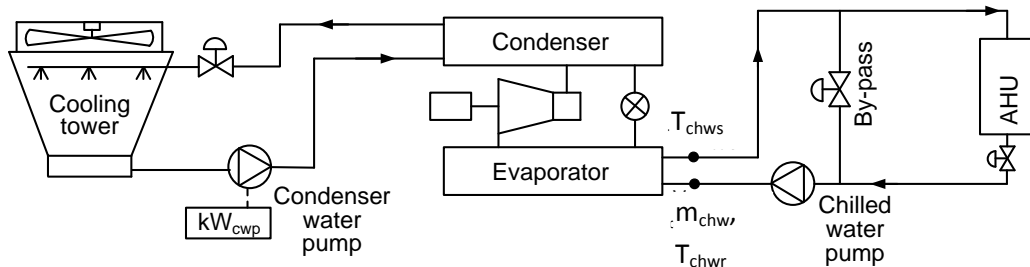 Condenser
Cooling
tower
By-pass
AHU
T_chws
Evaporator
Condenser
water
pump
kW_cwp
m_chw,
T_chwr
Chilled
water
pump